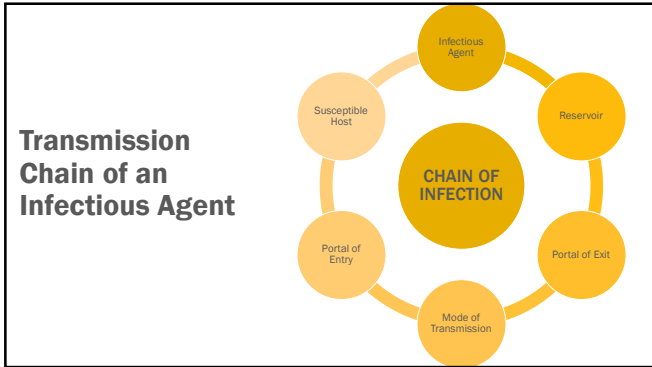 Transmission
Chain of an
Infectious Agent
CHAIN OF
INFECTION
Infectious
Agent
Reservoir
Portal of Exit
Mode of
Transmission
Portal of
Entry
Susceptible
Host